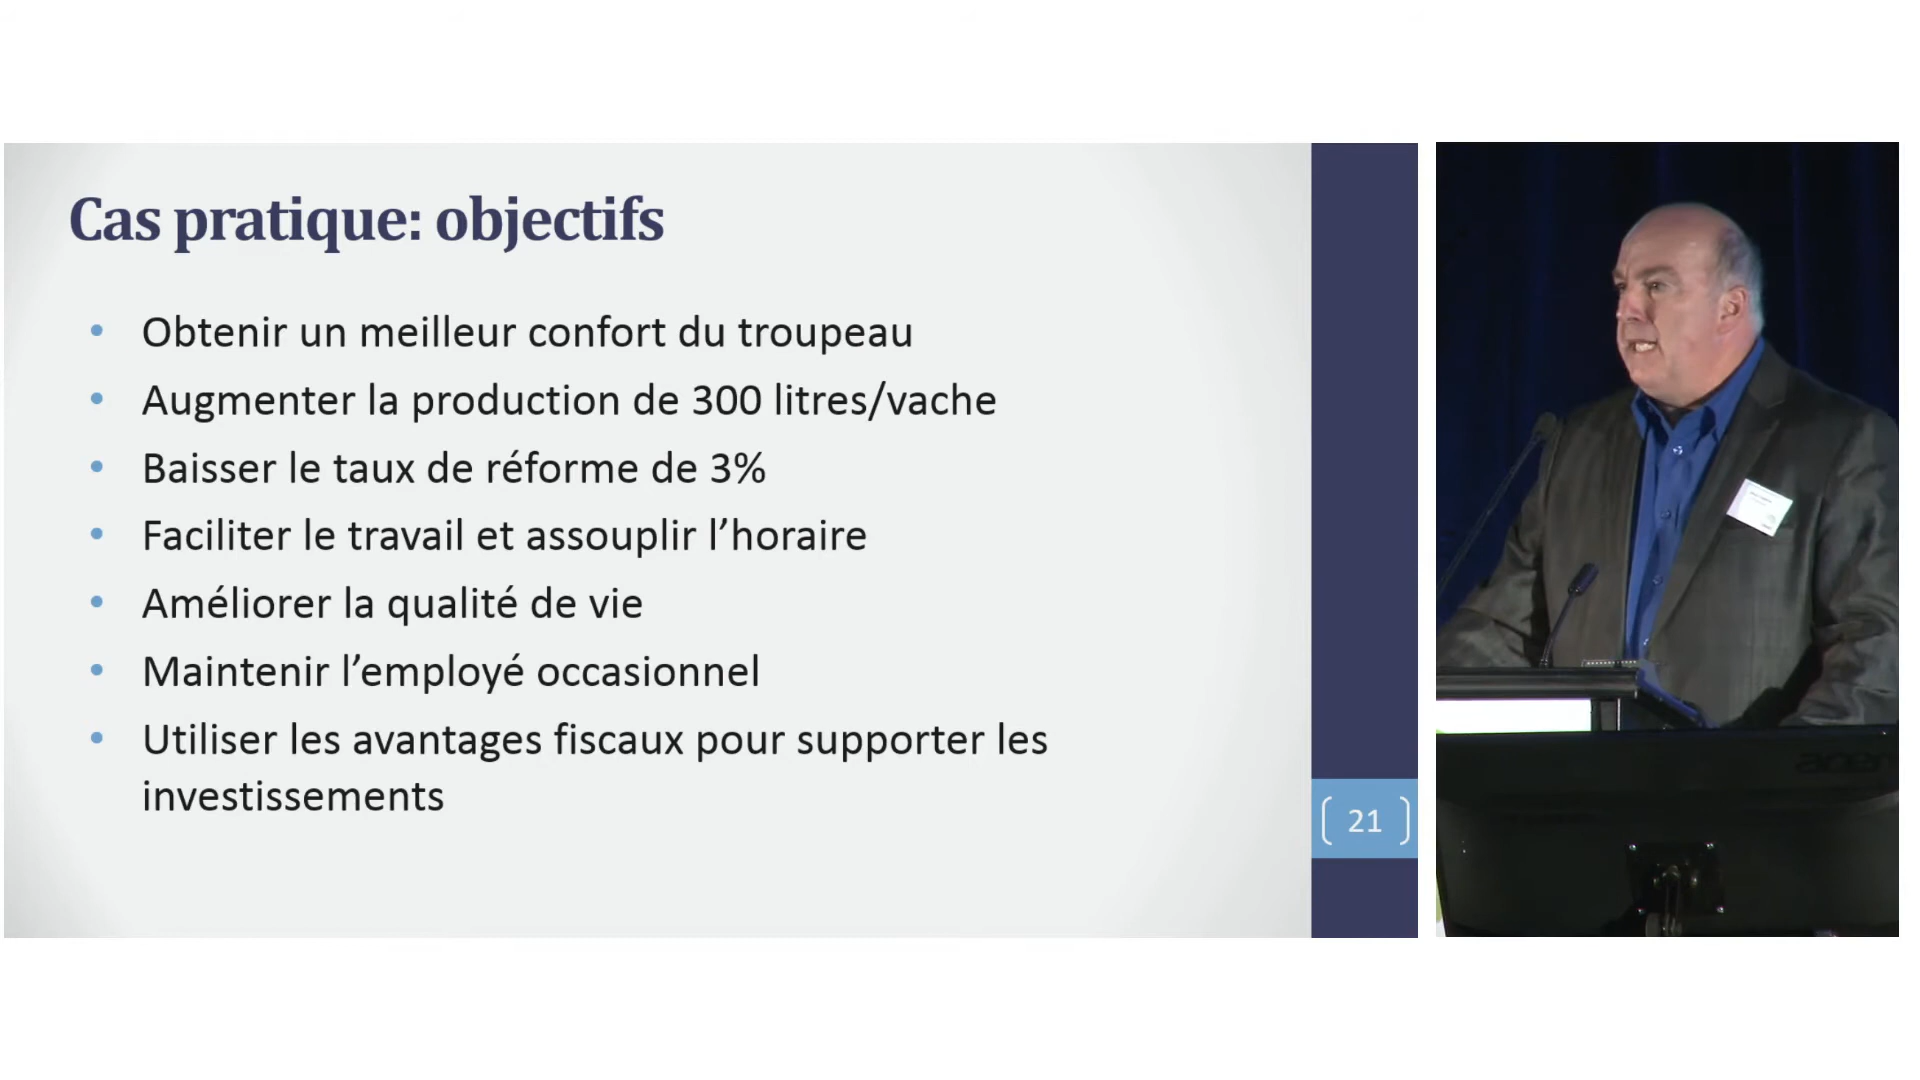 Cas pratique: objectifs
• Obtenir un meilleur confort du troupeau
• Augmenter la production de 300 litres/vache
• Baisser le taux de réforme de 3%
• Faciliter le travail et assouplir l’horaire
• Améliorer la qualité de vie
• Maintenir l’employé occasionnel
• Utiliser les avantages fiscaux pour supporter les
investissements
21
acer